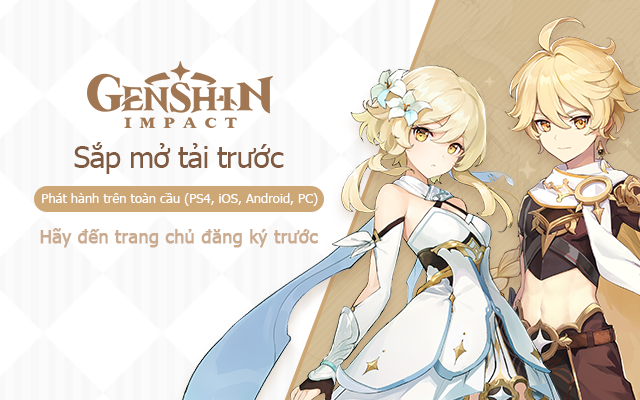 GENSHIN
IMPACT
Sắp mở tải trước
Phát hành trên toàn cầu (PS4, iOS, Android, PC)
Hãy đến trang chủ đăng ký trước